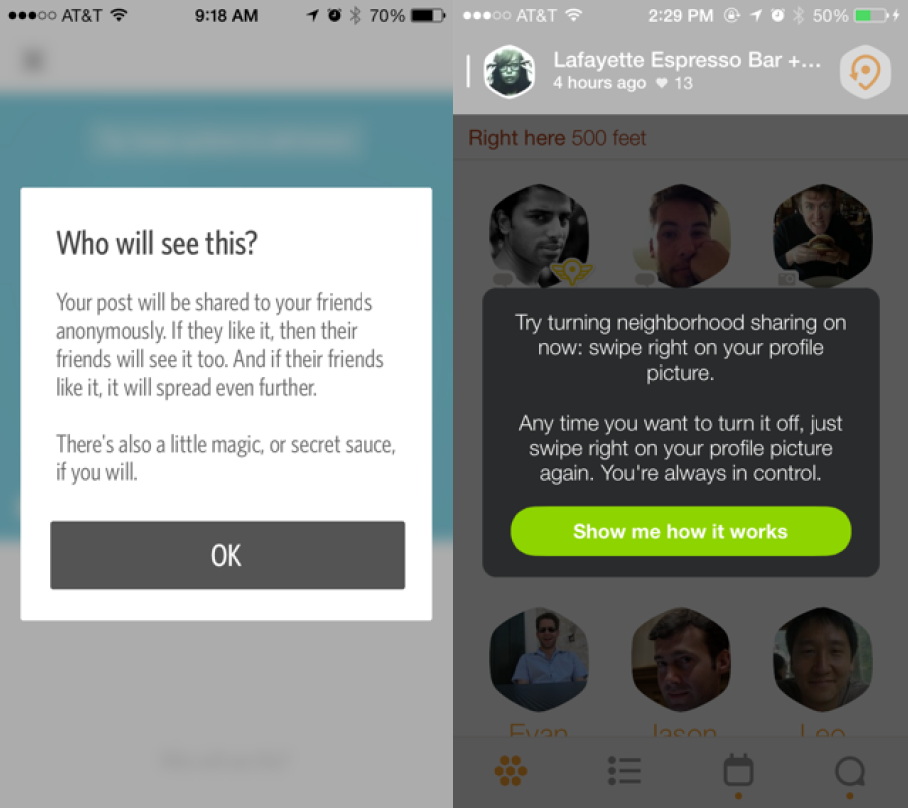 AT&T 9:18 AM 70%
Who will see this?
Your post will be shared to your friends
anonymously. If they like it, then their
friends will see it too. And if their friends
like it, it will spread even further.
There's also a little magic, or secret sauce,
if you will.
OK
AT&T 2:29 PM 50%
Lafayette Espresso Bar +...
4 hours ago 13
Right here 500 feet
Try turning neighborhood sharing on
now: swipe right on your profile
picture.
Any time you want to turn it off, just
swipe right on your profile picture
again. You're always in control.
Show me how it works
Evan Jason Leo